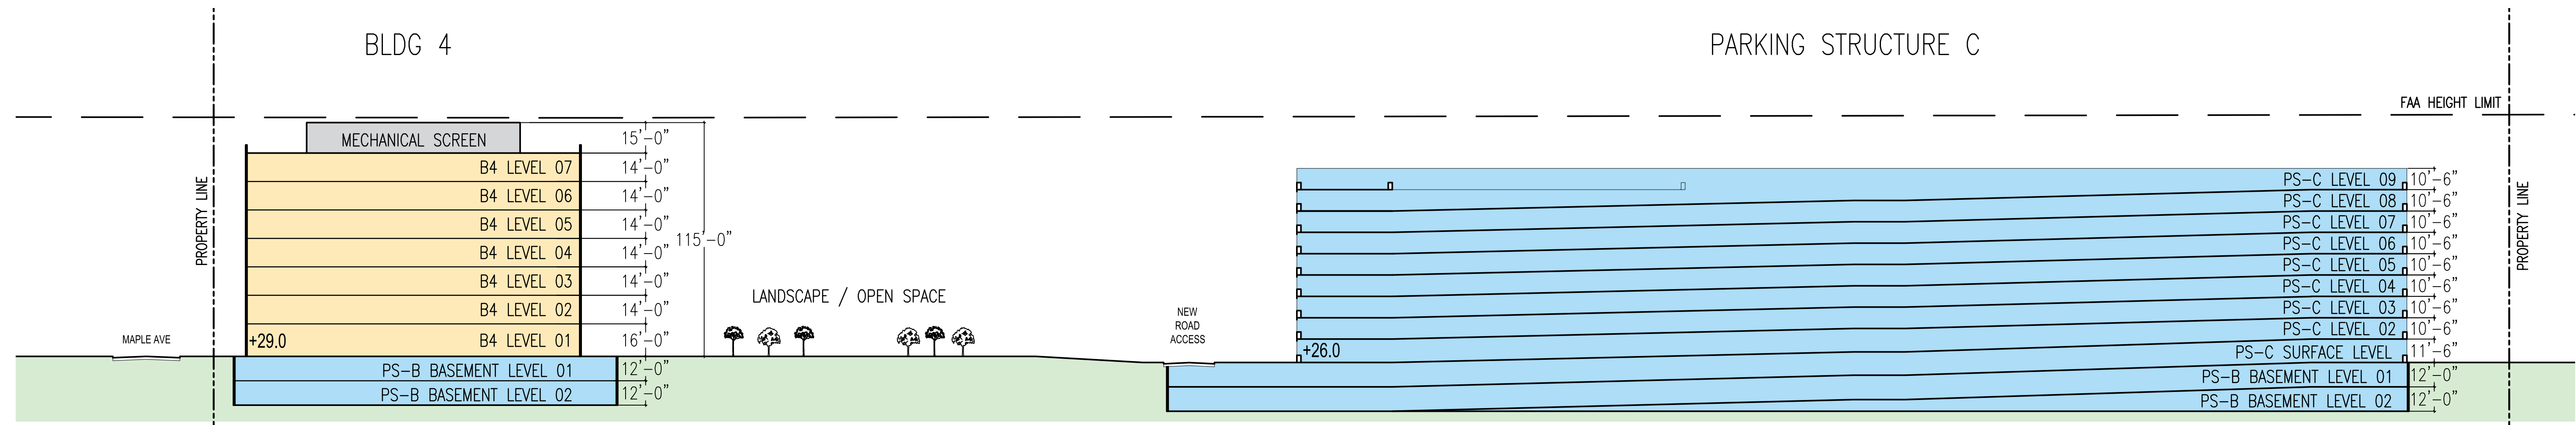 BLDG 4
PARKING STRUCTURE C
FAA HEIGHT LIMIT
PROPERTY LINE
MECHANICAL SCREEN
15'-0"
B4 LEVEL 07
14'-0"
B4 LEVEL 06
14'-0"
B4 LEVEL 05
14'-0"
B4 LEVEL 04
14'-0"
B4 LEVEL 03
14'-0"
B4 LEVEL 02
14'-0"
+29.0
B4 LEVEL 01
16'-0"
115'-0"
MAPLE AVE
PS-B BASEMENT LEVEL 01
12'-0"
PS-B BASEMENT LEVEL 02
12'-0"
LANDSCAPE / OPEN SPACE
NEW
ROAD
ACCESS
+26.0
PS-C LEVEL 09
10'-6"
PS-C LEVEL 08
10'-6"
PS-C LEVEL 07
10'-6"
PS-C LEVEL 06
10'-6"
PS-C LEVEL 05
10'-6"
PS-C LEVEL 04
10'-6"
PS-C LEVEL 03
10'-6"
PS-C LEVEL 02
10'-6"
PS-C SURFACE LEVEL
11'-6"
PS-B BASEMENT LEVEL 01
12'-0"
PS-B BASEMENT LEVEL 02
12'-0"
PROPERTY LINE